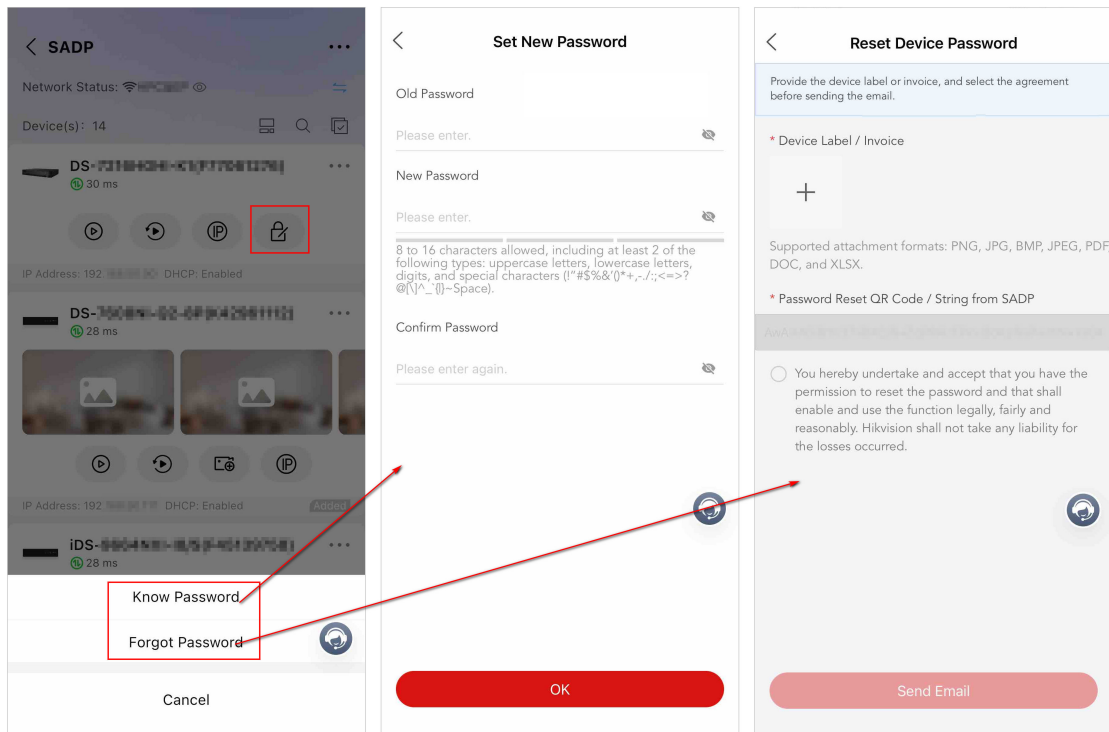 SADP
Network Status:
Device(s): 14
DS-
30 ms
IP Address: 192. DHCP: Enabled
DS-
28 ms
IP Address: 192 DHCP: Enabled
Added
iDS-
28 ms
Know Password
Forgot Password
Cancel
Set New Password
Old Password
Please enter.
New Password
Please enter.
8 to 16 characters allowed, including at least 2 of the
following types: uppercase letters, lowercase letters,
digits, and special characters (!"#$%&'()*+,-./:;<=>?
@[\]^_`{|}~Space).
Confirm Password
Please enter again.
OK
Reset Device Password
Provide the device label or invoice, and select the agreement
before sending the email.
* Device Label / Invoice
Supported attachment formats: PNG, JPG, BMP, JPEG, PDF
DOC, and XLSX.
* Password Reset QR Code / String from SADP
You hereby undertake and accept that you have the
permission to reset the password and that shall
enable and use the function legally, fairly and
reasonably. Hikvision shall not take any liability for
the losses occurred.
Send Email